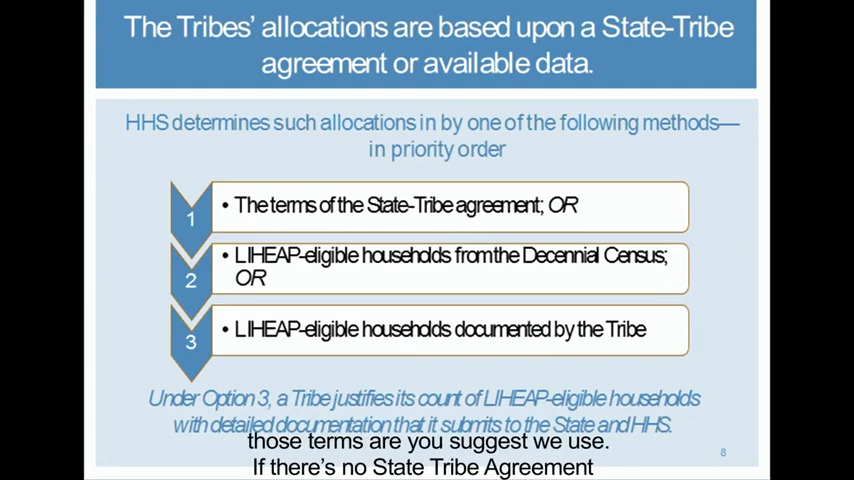 The Tribes' allocations are based upon a State-Tribe
agreement or available data.
HHS determines such allocations in by one of the following methods—
in priority order
1
• The terms of the State-Tribe agreement; OR
2
• LIHEAP-eligible households from the Decennial Census;
OR
3
• LIHEAP-eligible households documented by the Tribe
Under Option 3, a Tribe justifies its count of LIHEAP-eligible households
with detailed documentation that it submits to the State and HHS.
those terms are you suggest we use.
8
If there's no State Tribe Agreement